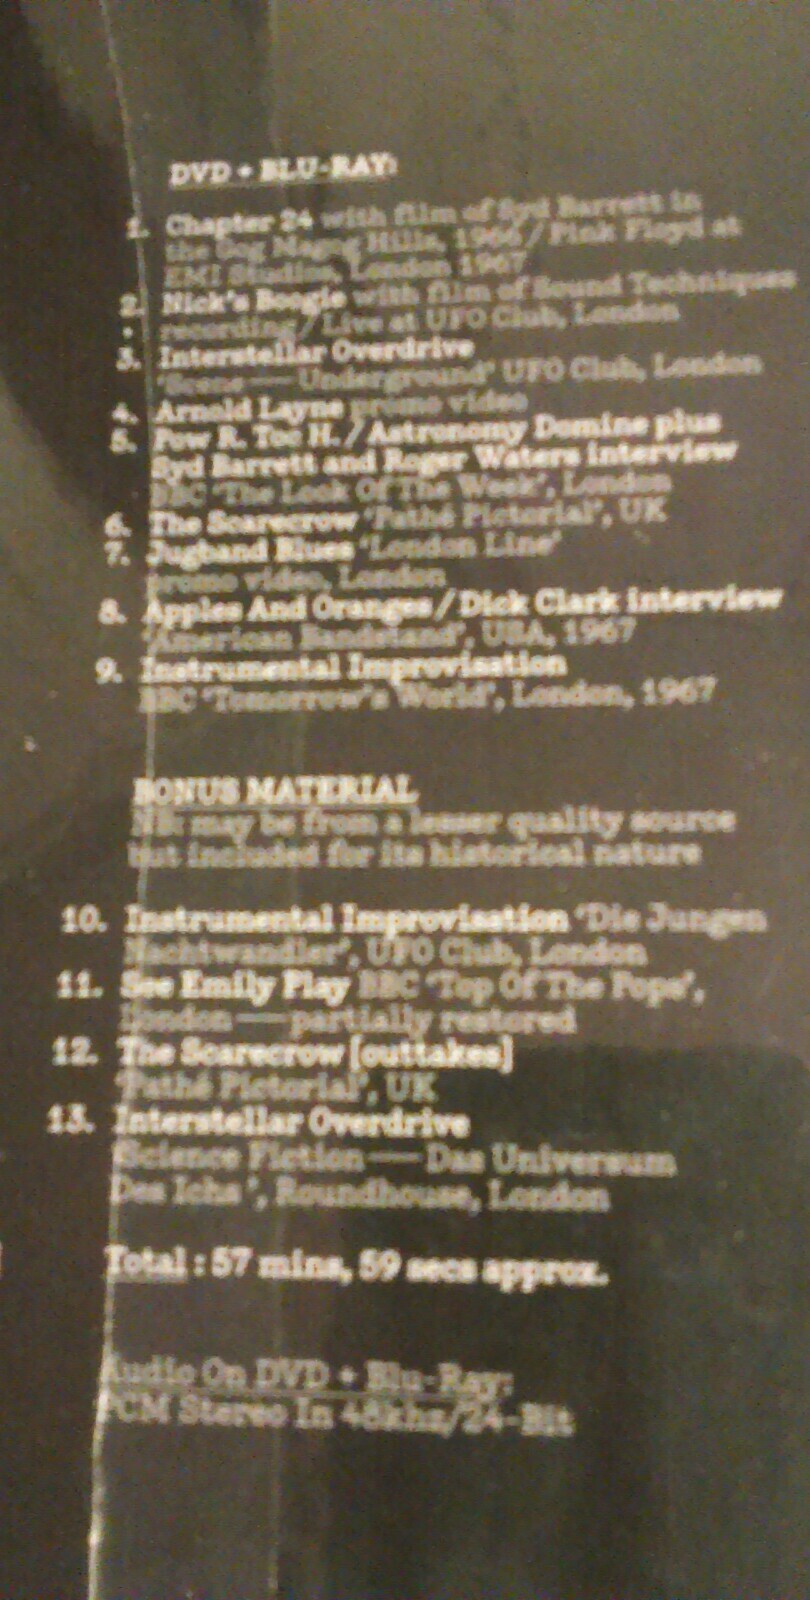 DVD + BLU-RAY:
1. Chapter 24 with film of Syd Barrett in
the Gog Magog Hills, 1966 / Pink Floyd at
EMI Studios, London 1967
2. Nick's Boogie with film of Sound Techniques
recording / Live at UFO Club, London
3. Interstellar Overdrive
'Scene — Underground' UFO Club, London
4. Arnold Layne promo video
5. Pow R. Toc H. / Astronomy Domine plus
Syd Barrett and Roger Waters interview
BBC 'The Look Of The Week', London
6. The Scarecrow 'Pathé Pictorial', UK
7. Jugband Blues 'London Line'
promo video, London
8. Apples And Oranges / Dick Clark interview
'American Bandstand', USA, 1967
9. Instrumental Improvisation
BBC 'Tomorrow's World', London, 1967
BONUS MATERIAL
NB: may be from a lesser quality source
but included for its historical nature
10. Instrumental Improvisation 'Die Jungen
Nachtwandler', UFO Club, London
11. See Emily Play BBC 'Top Of The Pops',
London — partially restored
12. The Scarecrow [outtakes]
'Pathé Pictorial', UK
13. Interstellar Overdrive
'Science Fiction — Das Universum
Des Ichs', Roundhouse, London
Total : 57 mins, 59 secs approx.
Audio On DVD + Blu-Ray:
PCM Stereo In 48khz/24-Bit